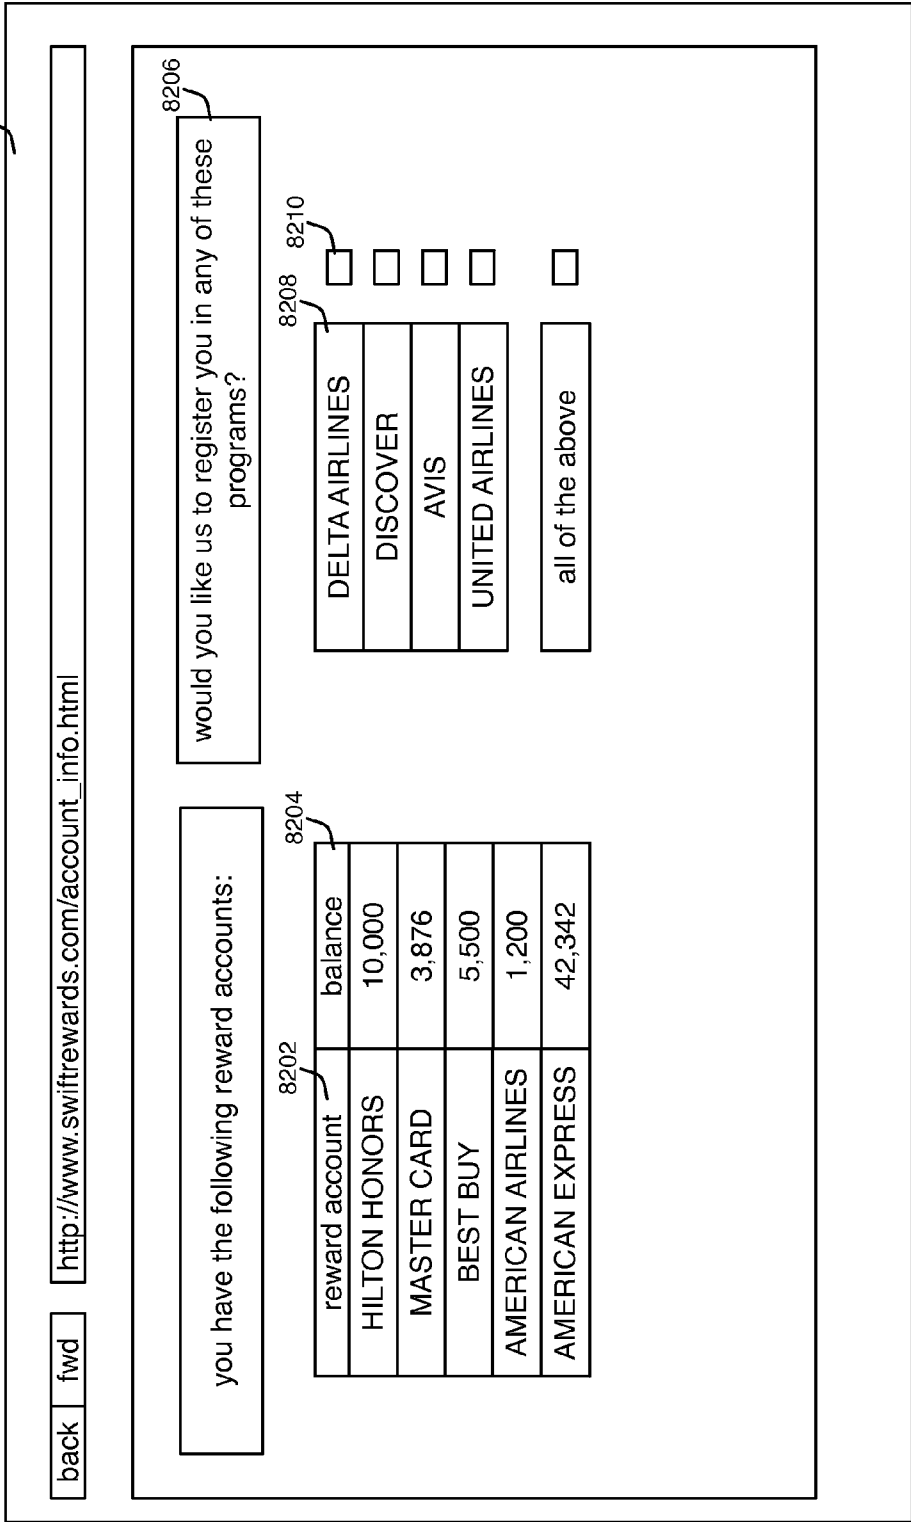 back fwd http://www.swiftrewards.com/account_info.html
you have the following reward accounts:
8202
8204
reward account balance
HILTON HONORS 10,000
MASTER CARD 3,876
BEST BUY 5,500
AMERICAN AIRLINES 1,200
AMERICAN EXPRESS 42,342
8206
would you like us to register you in any of these
programs?
8208
8210
DELTA AIRLINES
DISCOVER
AVIS
UNITED AIRLINES
all of the above